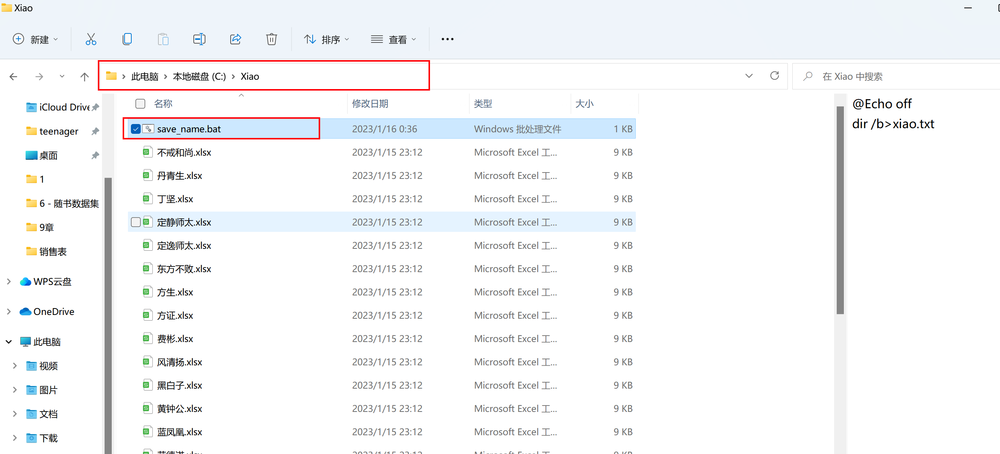 Xiao
新建
排序
查看
此电脑 本地磁盘 (C:) Xiao
在 Xiao 中搜索
iCloud Drive
teenager
桌面
1
6 - 随书数据集
9章
销售表
WPS云盘
OneDrive
此电脑
视频
图片
文档
下载
名称 修改日期 类型 大小
save_name.bat 2023/1/16 0:36 Windows 批处理文件 1 KB
不戒和尚.xlsx 2023/1/15 23:12 Microsoft Excel 工... 9 KB
丹青生.xlsx 2023/1/15 23:12 Microsoft Excel 工... 9 KB
丁坚.xlsx 2023/1/15 23:12 Microsoft Excel 工... 9 KB
定静师太.xlsx 2023/1/15 23:12 Microsoft Excel 工... 9 KB
定逸师太.xlsx 2023/1/15 23:12 Microsoft Excel 工... 9 KB
东方不败.xlsx 2023/1/15 23:12 Microsoft Excel 工... 9 KB
方生.xlsx 2023/1/15 23:12 Microsoft Excel 工... 9 KB
方证.xlsx 2023/1/15 23:12 Microsoft Excel 工... 9 KB
费彬.xlsx 2023/1/15 23:12 Microsoft Excel 工... 9 KB
风清扬.xlsx 2023/1/15 23:12 Microsoft Excel 工... 9 KB
黑白子.xlsx 2023/1/15 23:12 Microsoft Excel 工... 9 KB
黄钟公.xlsx 2023/1/15 23:12 Microsoft Excel 工... 9 KB
蓝凤凰.xlsx 2023/1/15 23:12 Microsoft Excel 工... 9 KB
@Echo off
dir /b>xiao.txt